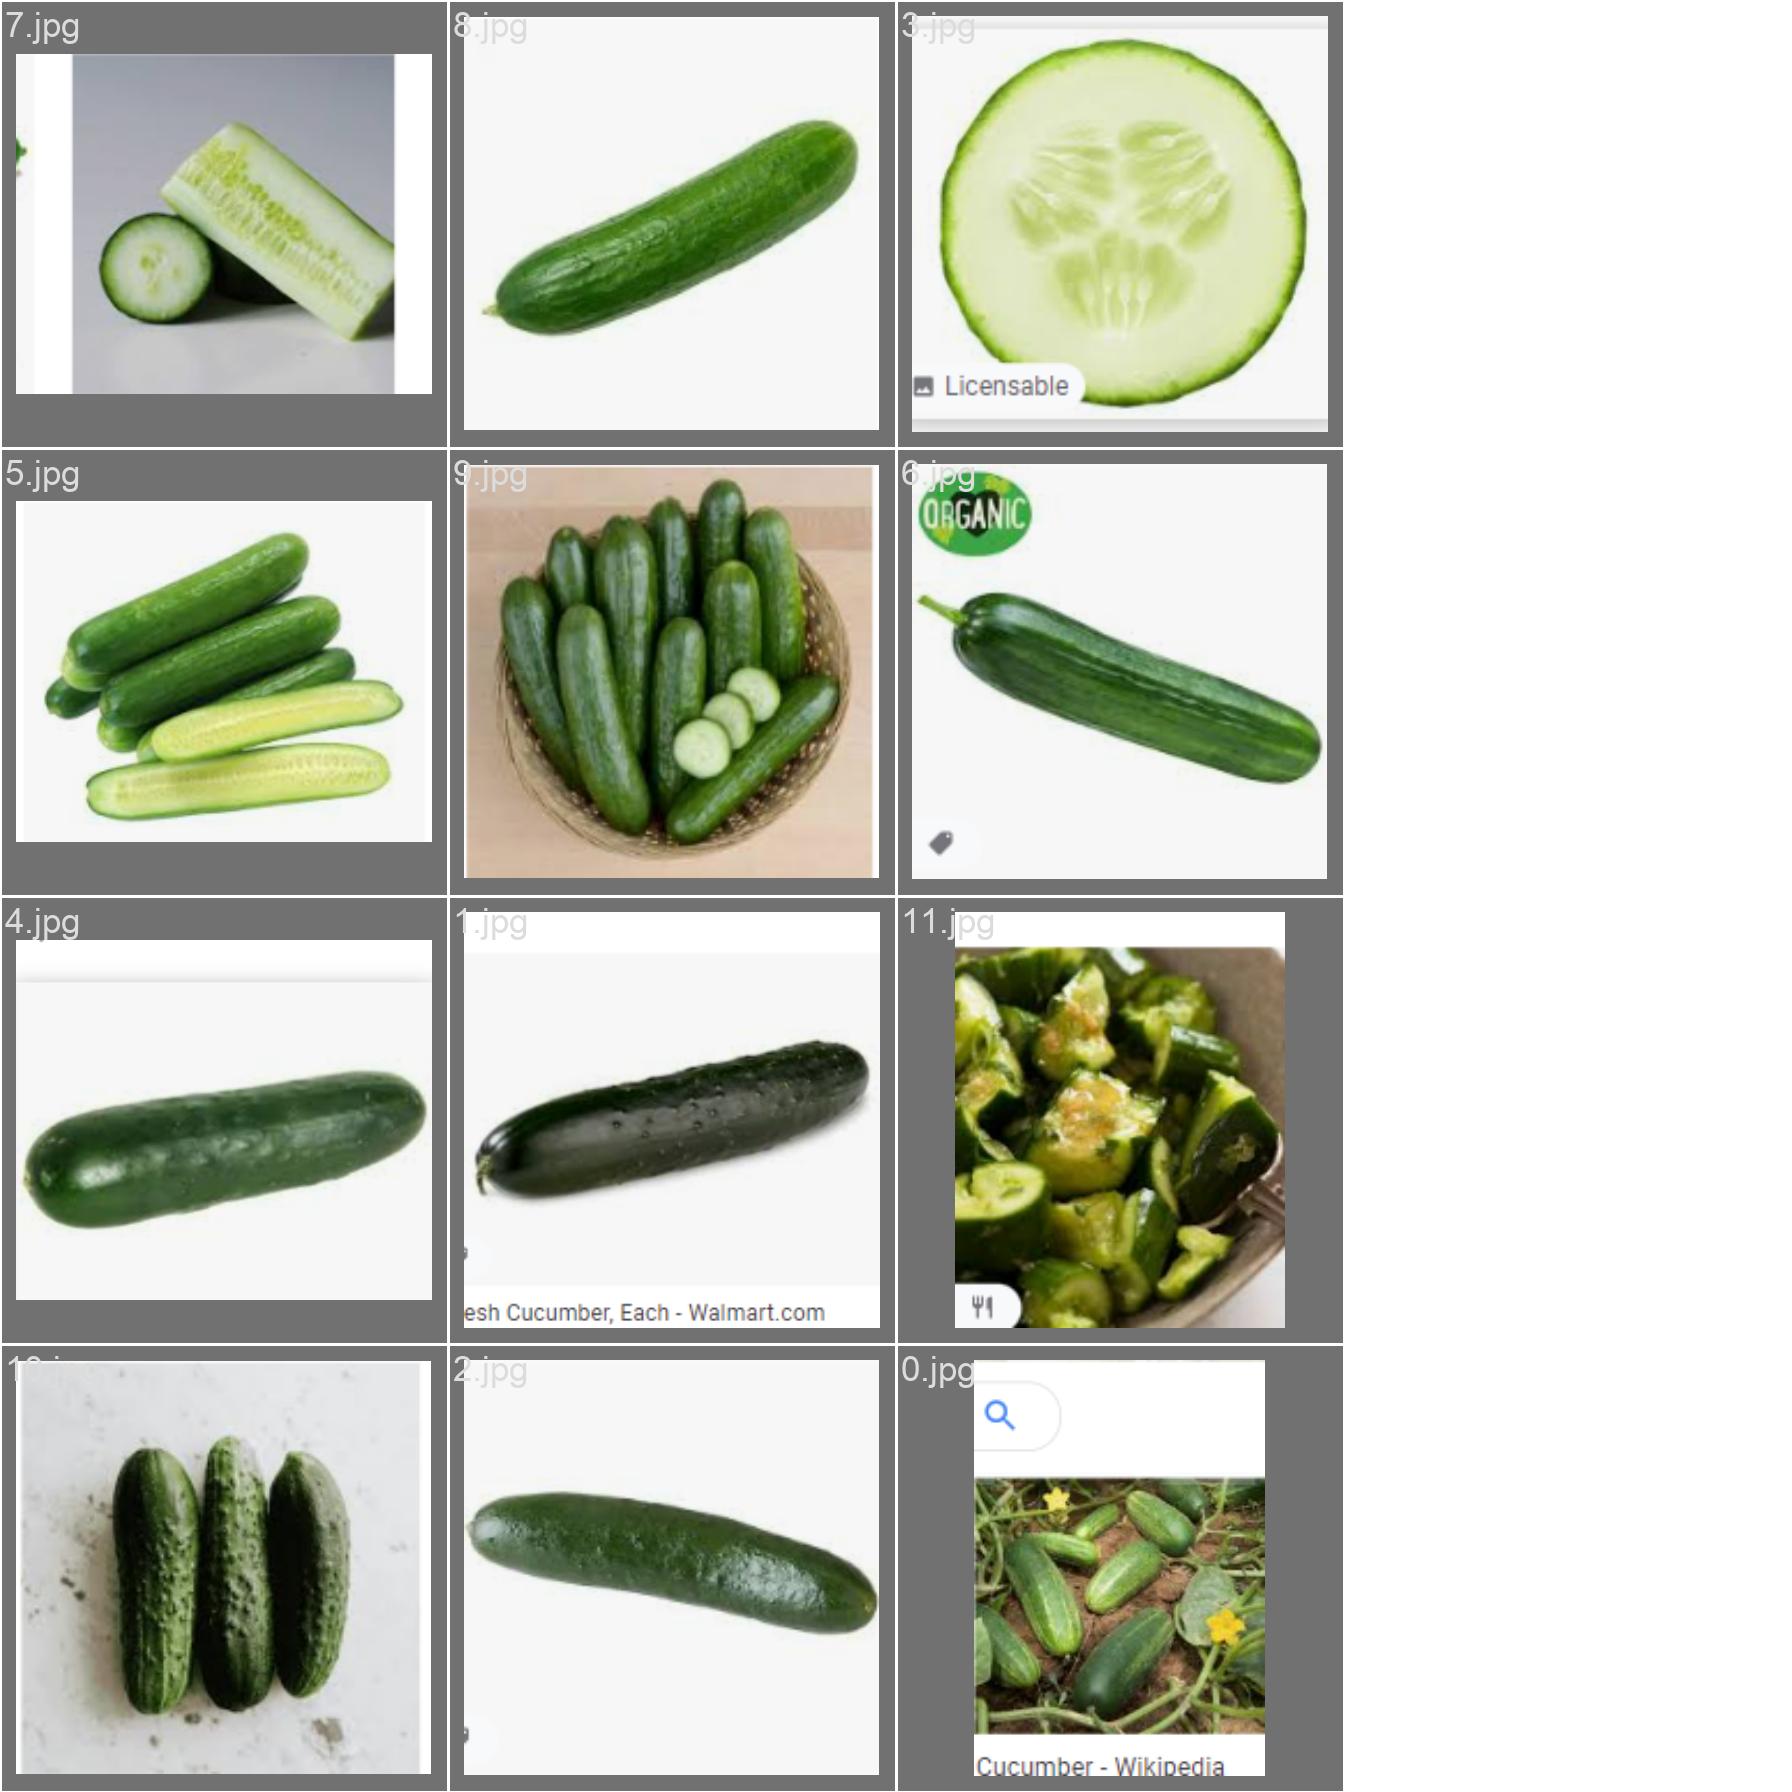 7.jpg
8.jpg
3.jpg
Licensable
5.jpg
9.jpg
6.jpg
ORGANIC
4.jpg
1.jpg
esh Cucumber, Each - Walmart.com
11.jpg
2.jpg
0.jpg
Cucumber - Wikipedia